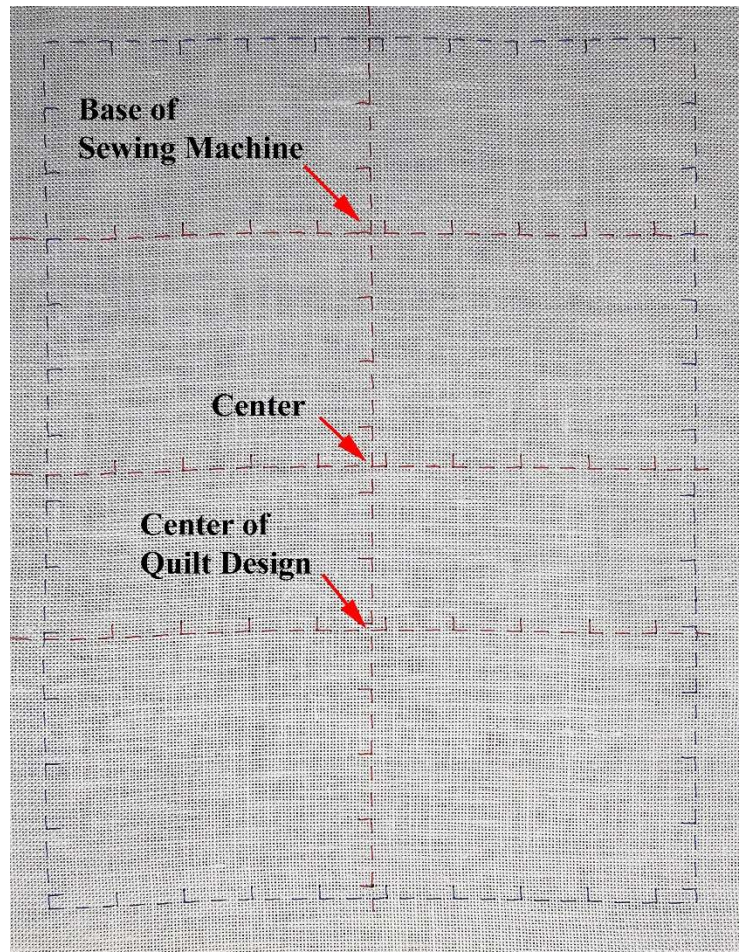 Base of
Sewing Machine
Center
Center of
Quilt Design